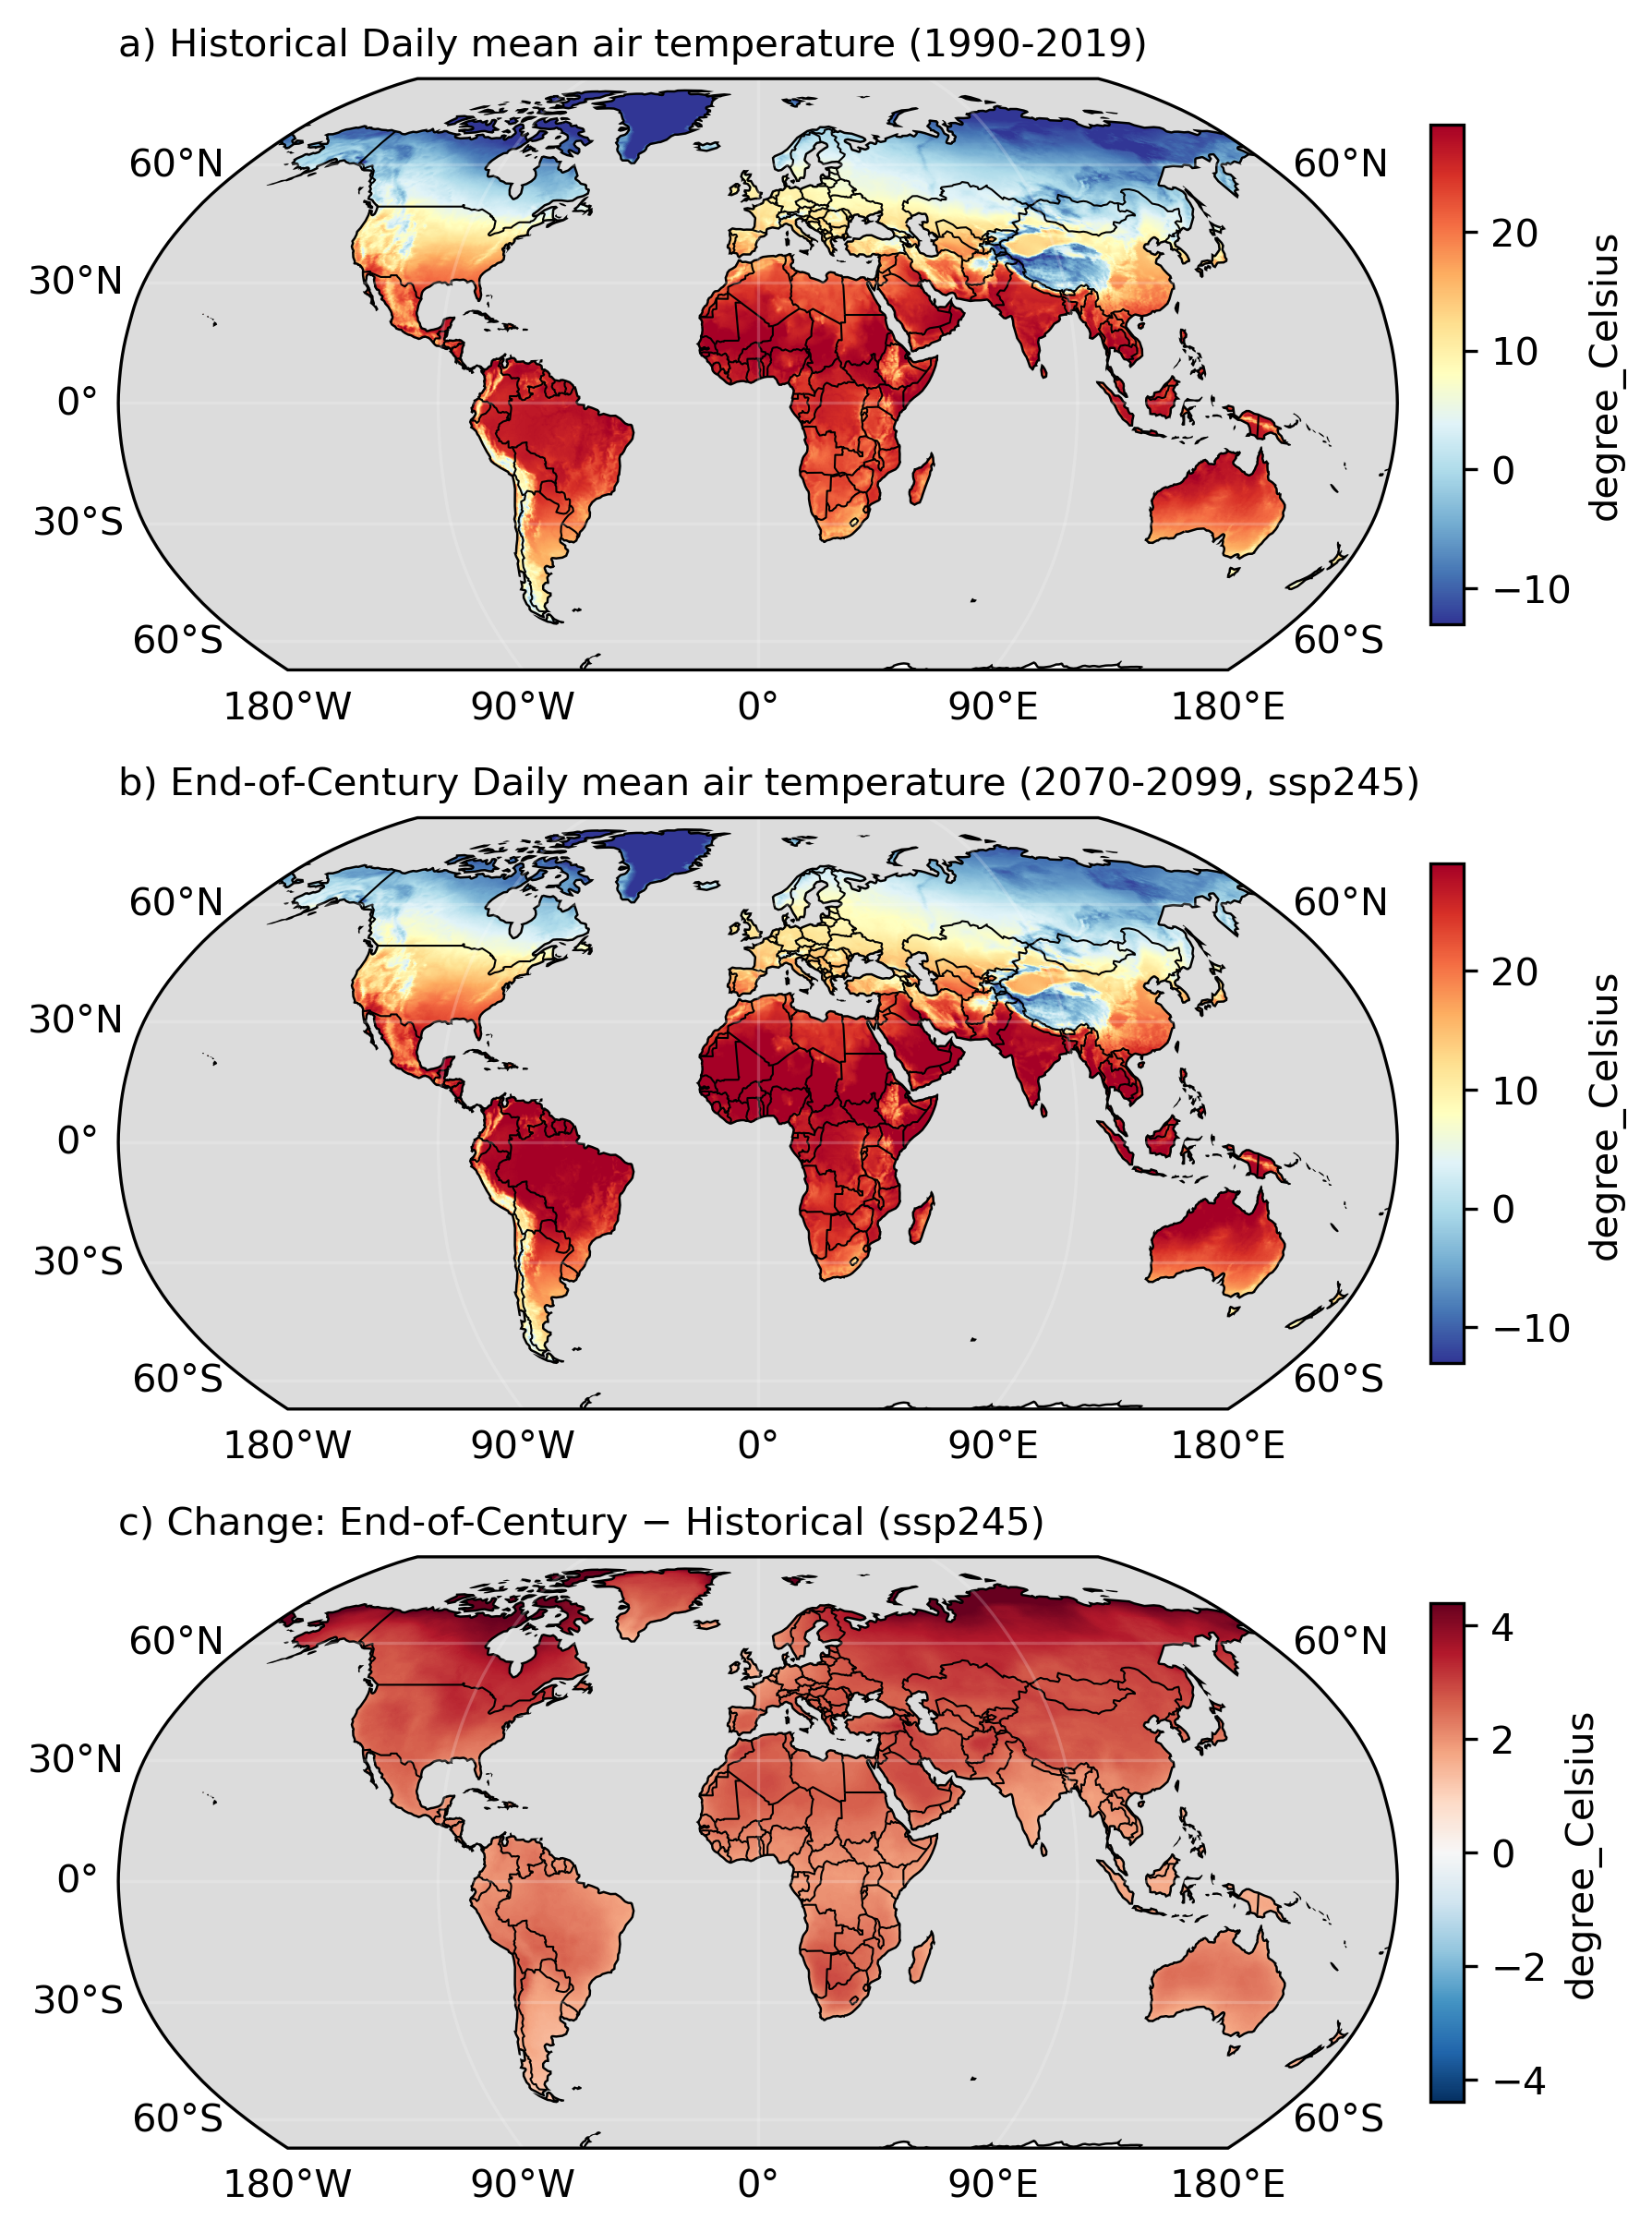 a) Historical Daily mean air temperature (1990-2019)
60°N 60°N
30°N
0°
30°S
60°S 60°S
180°W 90°W 0° 90°E 180°E
20
10
0
−10
degree_Celsius
b) End-of-Century Daily mean air temperature (2070-2099, ssp245)
60°N 60°N
30°N
0°
30°S
60°S 60°S
180°W 90°W 0° 90°E 180°E
20
10
0
−10
degree_Celsius
c) Change: End-of-Century − Historical (ssp245)
60°N 60°N
30°N
0°
30°S
60°S 60°S
180°W 90°W 0° 90°E 180°E
4
2
0
−2
−4
degree_Celsius